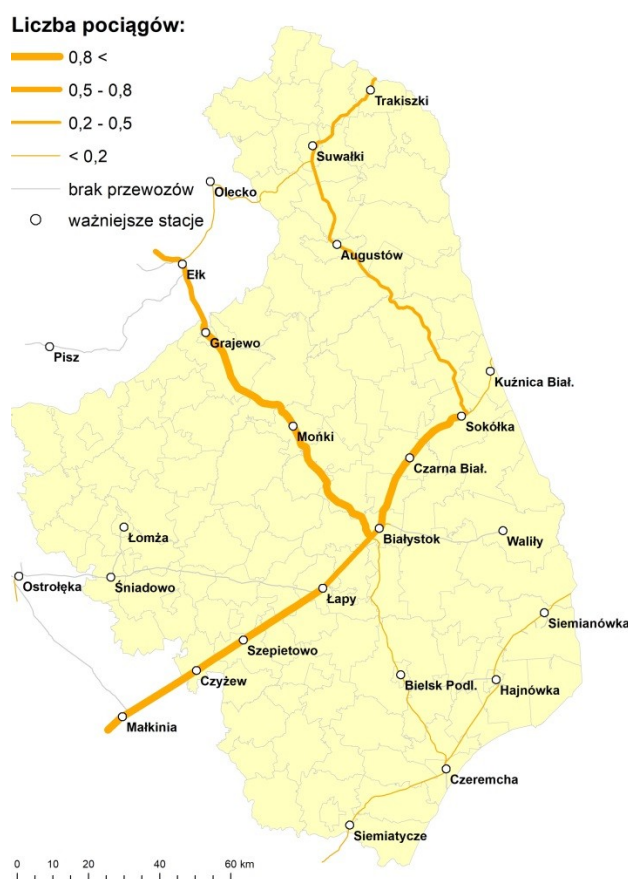 Liczba pociągów:
0,8 <
0,5 - 0,8
0,2 - 0,5
< 0,2
brak przewozów
ważniejsze stacje
Trakiszki
Suwałki
Olecko
Augustów
Ełk
Grajewo
Pisz
Kuźnica Biał.
Sokółka
Mońki
Czarna Biał.
Łomża
Białystok
Waliły
Ostrołęka
Śniadowo
Łapy
Siemianówka
Szepietowo
Czyżew
Bielsk Podl.
Hajnówka
Małkinia
Czeremcha
Siemiatycze
0 10 20 30 40 50 60 km